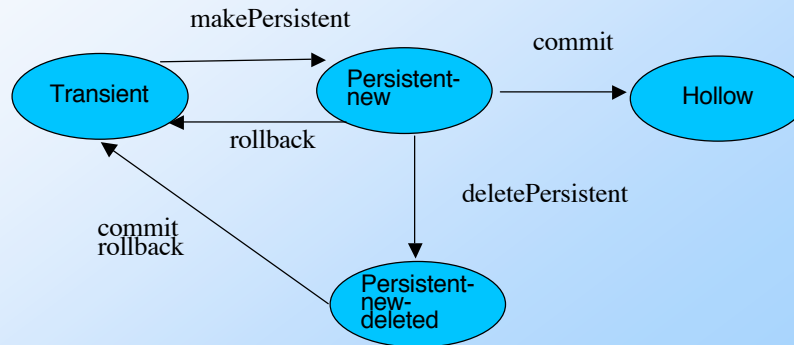 makePersistent
commit
Transient
Persistent-
new
Hollow
rollback
deletePersistent
commit
rollback
Persistent-
new-
deleted